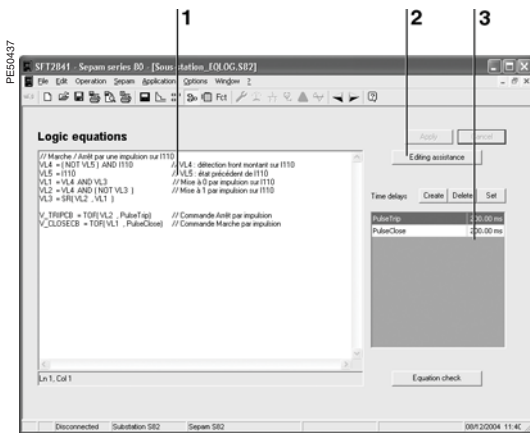 1 2 3
PE50437
SFT2841 - Sepam series 80 - [Sous-station_EQLOG.S82]
File Edit Operation Sepam Application Options Window ?
Fct
Logic equations
Apply Cancel
Editing assistance
// Marche / Arrêt par une impulsion sur I110
VL4 = ( NOT VL5 ) AND I110 // VL4 : détection front montant sur I110
VL5 = I110 // VL5 : état précédent de I110
VL1 = VL4 AND VL3 // Mise à 0 par impulsion sur I110
VL2 = VL4 AND ( NOT VL3 ) // Mise à 1 par impulsion sur I110
VL3 = SR( VL2 , VL1 )
V_TRIPCB = TOF( VL2 , PulseTrip) // Commande Arrêt par impulsion
V_CLOSECB = TOF( VL1 , PulseClose) // Commande Marche par impulsion
Time delays: Create Delete Set
PulseTrip 200.00 ms
PulseClose 200.00 ms
Ln 1, Col 1
Equation check
Disconnected Substation S82 Sepam S82 08/12/2004 11:40